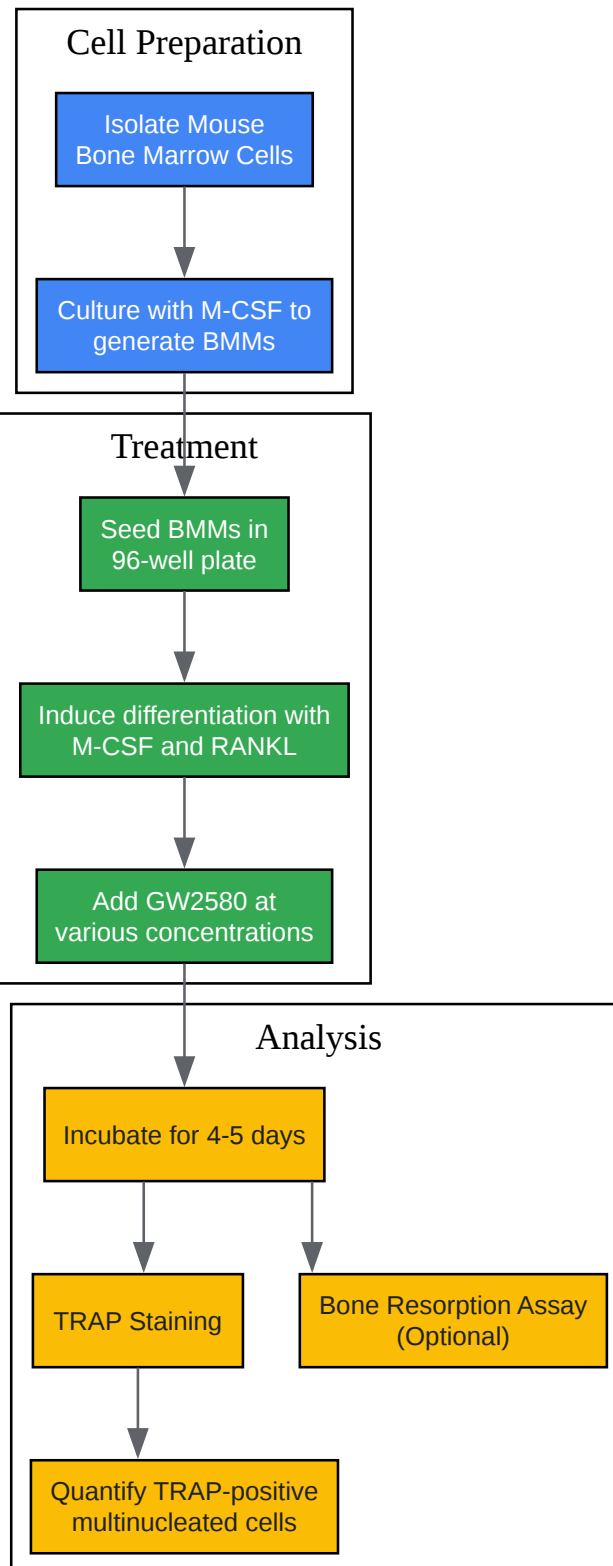 Cell Preparation
Isolate Mouse
Bone Marrow Cells
Culture with M-CSF to
generate BMMs
Treatment
Seed BMMs in
96-well plate
Induce differentiation with
M-CSF and RANKL
Add GW2580 at
various concentrations
Analysis
Incubate for 4-5 days
TRAP Staining
Bone Resorption Assay
(Optional)
Quantify TRAP-positive
multinucleated cells